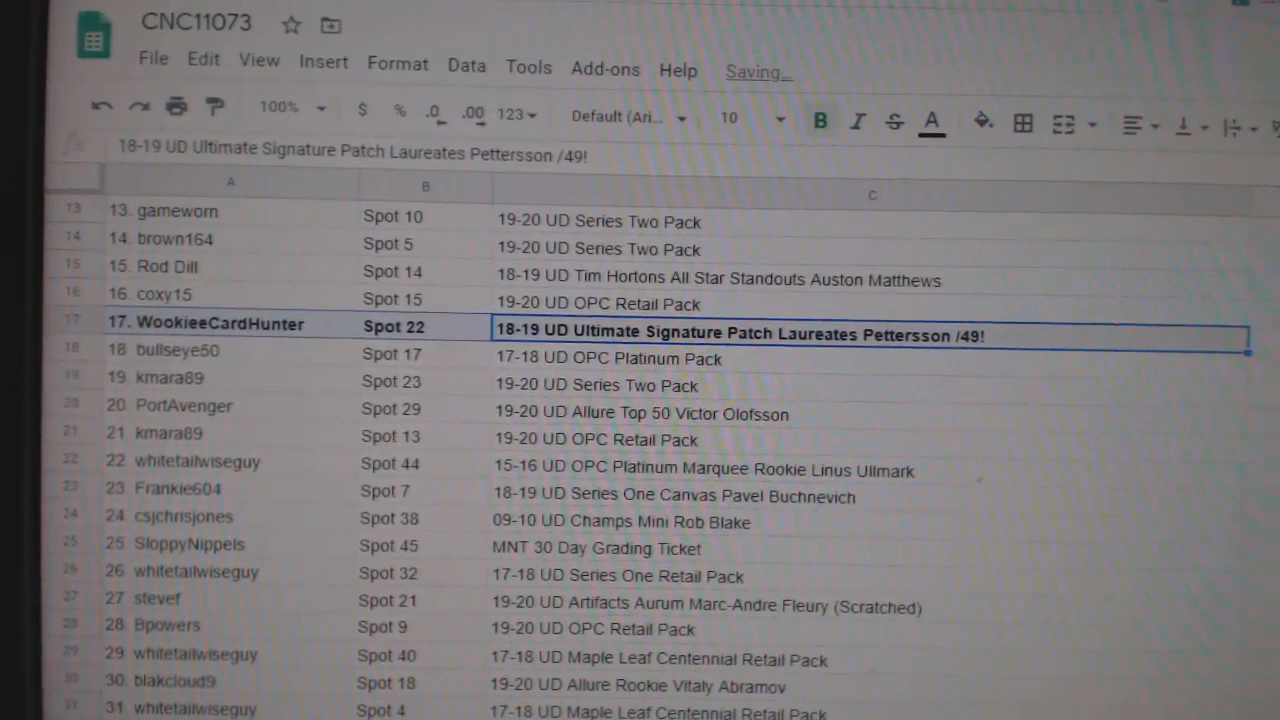 CNC11073
File Edit View Insert Format Data Tools Add-ons Help Saving...
100% $ % .0 .00 123 Default (Ari... 10 B I S A
18-19 UD Ultimate Signature Patch Laureates Pettersson /49!
A B C
13 13. gameworn Spot 10 19-20 UD Series Two Pack
14 14. brown164 Spot 5 19-20 UD Series Two Pack
15 15. Rod Dill Spot 14 18-19 UD Tim Hortons All Star Standouts Auston Matthews
16 16. coxy15 Spot 15 19-20 UD OPC Retail Pack
17 17. WookieeCardHunter Spot 22 18-19 UD Ultimate Signature Patch Laureates Pettersson /49!
18 18 bullseye50 Spot 17 17-18 UD OPC Platinum Pack
19 19 kmara89 Spot 23 19-20 UD Series Two Pack
20 20 PortAvenger Spot 29 19-20 UD Allure Top 50 Victor Olofsson
21 21 kmara89 Spot 13 19-20 UD OPC Retail Pack
22 22 whitetailwiseguy Spot 44 15-16 UD OPC Platinum Marquee Rookie Linus Ullmark
23 23 Frankie604 Spot 7 18-19 UD Series One Canvas Pavel Buchnevich
24 24 csjchrisjones Spot 38 09-10 UD Champs Mini Rob Blake
25 25 SloppyNippels Spot 45 MNT 30 Day Grading Ticket
26 26 whitetailwiseguy Spot 32 17-18 UD Series One Retail Pack
27 27 stevef Spot 21 19-20 UD Artifacts Aurum Marc-Andre Fleury (Scratched)
28 28 Bpowers Spot 9 19-20 UD OPC Retail Pack
29 29 whitetailwiseguy Spot 40 17-18 UD Maple Leaf Centennial Retail Pack
30 30 blakcloud9 Spot 18 19-20 UD Allure Rookie Vitaly Abramov
31 31 whitetailwiseguy Spot 4 17-18 UD Maple Leaf Centennial Retail Pack